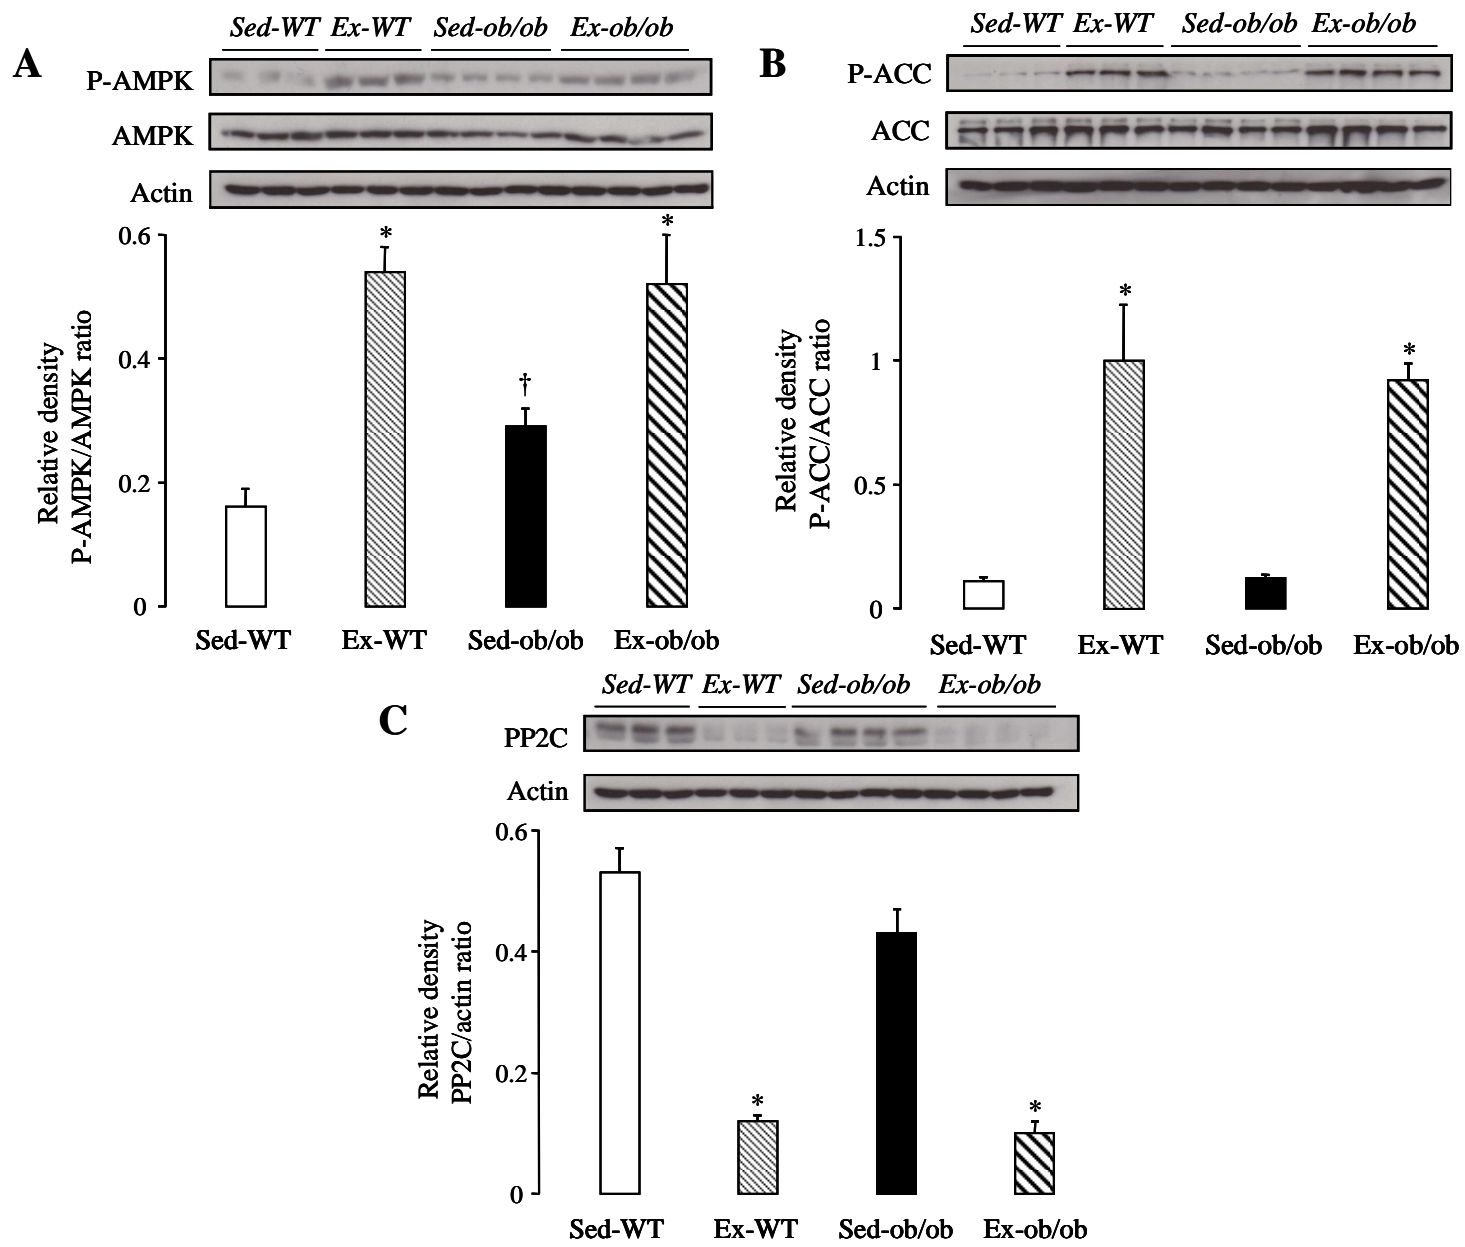 Sed-WT Ex-WT Sed-ob/ob Ex-ob/ob
A
P-AMPK
AMPK
Actin
0.6
0.4
0.2
0
Relative density
P-AMPK/AMPK ratio
*
†
*
Sed-WT Ex-WT Sed-ob/ob Ex-ob/ob
Sed-WT Ex-WT Sed-ob/ob Ex-ob/ob
B
P-ACC
ACC
Actin
1.5
1
0.5
0
Relative density
P-ACC/ACC ratio
*
*
Sed-WT Ex-WT Sed-ob/ob Ex-ob/ob
Sed-WT Ex-WT Sed-ob/ob Ex-ob/ob
C
PP2C
Actin
0.6
0.4
0.2
0
Relative density
PP2C/actin ratio
*
*
Sed-WT Ex-WT Sed-ob/ob Ex-ob/ob